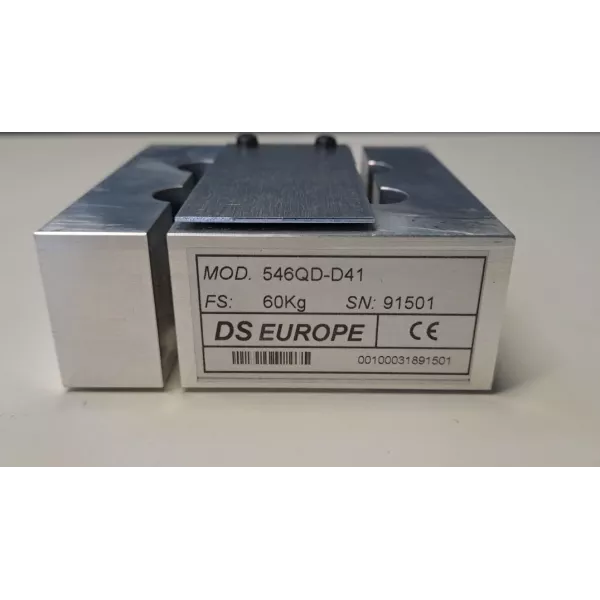 MOD. 546QD-D41
FS: 60Kg SN: 91501
DS EUROPE CE
00100031891501